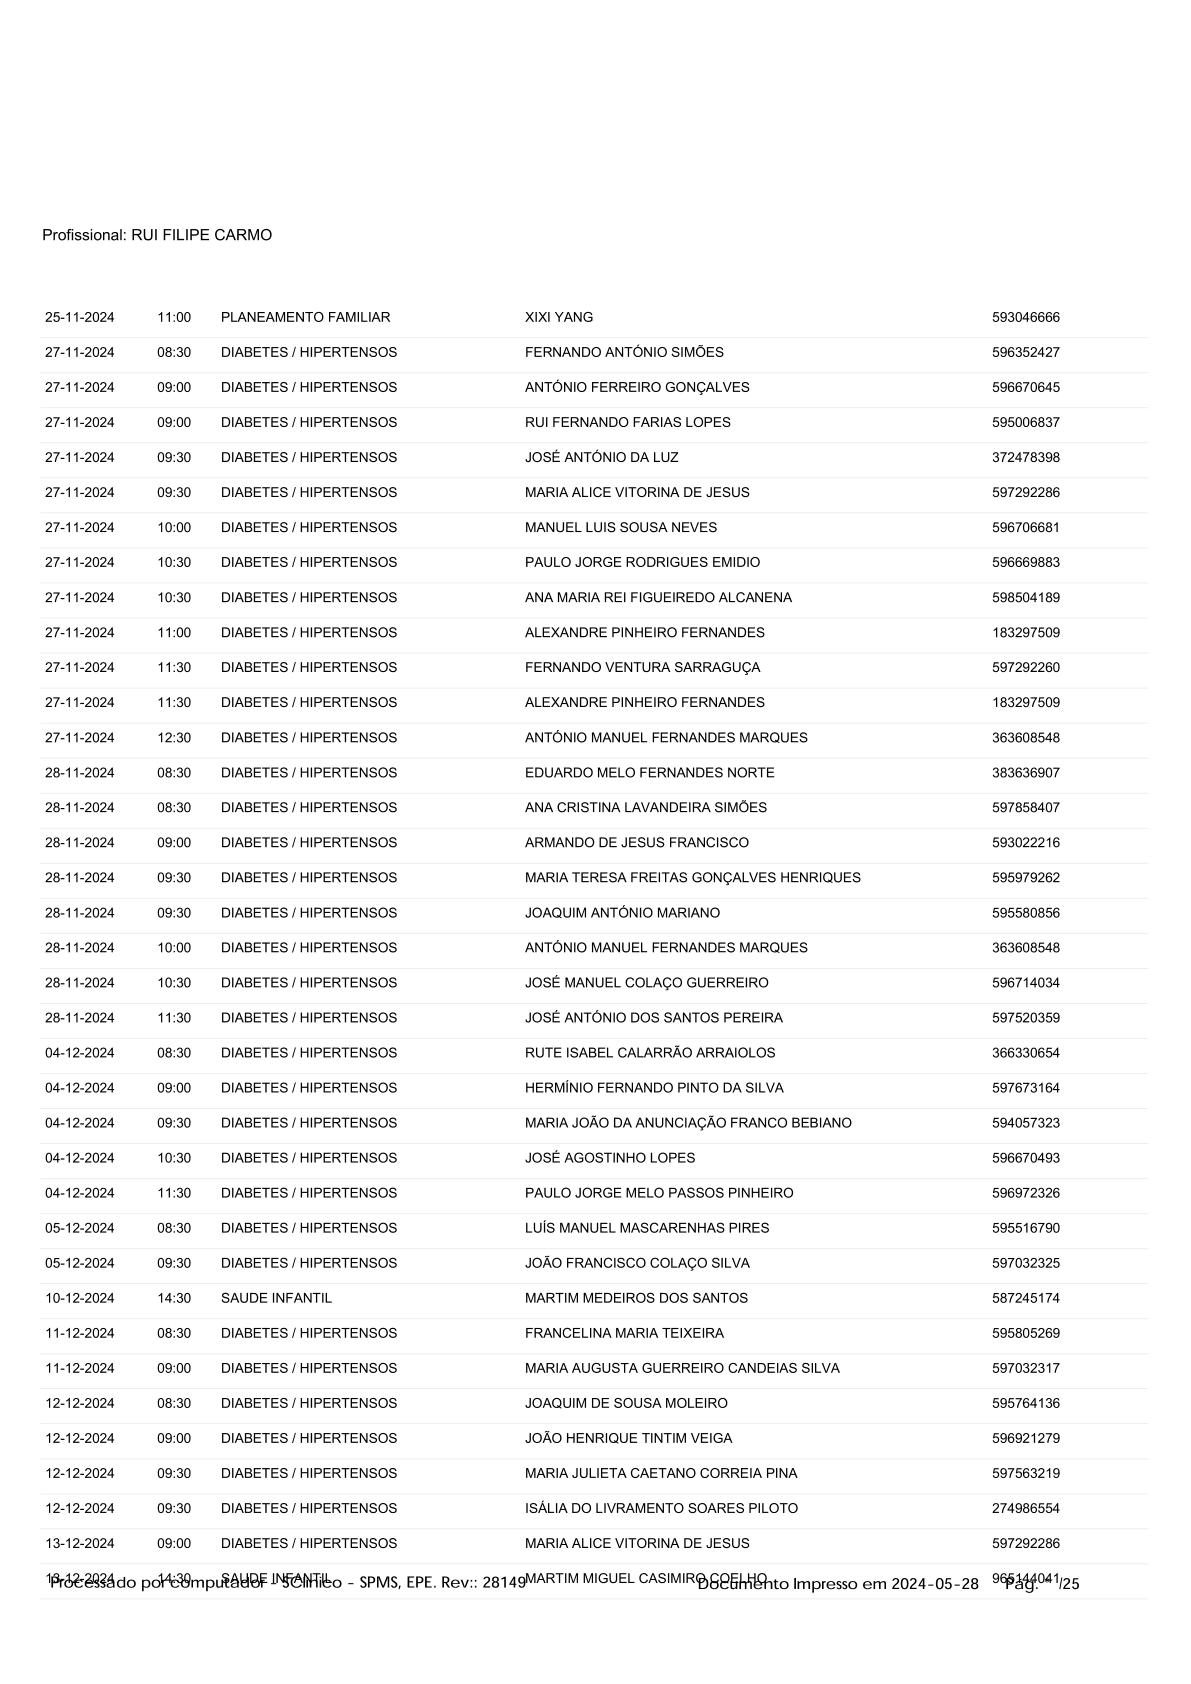 Profissional: RUI FILIPE CARMO
25-11-2024 11:00 PLANEAMENTO FAMILIAR XIXI YANG 593046666
27-11-2024 08:30 DIABETES / HIPERTENSOS FERNANDO ANTÓNIO SIMÕES 596352427
27-11-2024 09:00 DIABETES / HIPERTENSOS ANTÓNIO FERREIRO GONÇALVES 596670645
27-11-2024 09:00 DIABETES / HIPERTENSOS RUI FERNANDO FARIAS LOPES 595006837
27-11-2024 09:30 DIABETES / HIPERTENSOS JOSÉ ANTÓNIO DA LUZ 372478398
27-11-2024 09:30 DIABETES / HIPERTENSOS MARIA ALICE VITORINA DE JESUS 597292286
27-11-2024 10:00 DIABETES / HIPERTENSOS MANUEL LUIS SOUSA NEVES 596706681
27-11-2024 10:30 DIABETES / HIPERTENSOS PAULO JORGE RODRIGUES EMIDIO 596669883
27-11-2024 10:30 DIABETES / HIPERTENSOS ANA MARIA REI FIGUEIREDO ALCANENA 598504189
27-11-2024 11:00 DIABETES / HIPERTENSOS ALEXANDRE PINHEIRO FERNANDES 183297509
27-11-2024 11:30 DIABETES / HIPERTENSOS FERNANDO VENTURA SARRAGUÇA 597292260
27-11-2024 11:30 DIABETES / HIPERTENSOS ALEXANDRE PINHEIRO FERNANDES 183297509
27-11-2024 12:30 DIABETES / HIPERTENSOS ANTÓNIO MANUEL FERNANDES MARQUES 363608548
28-11-2024 08:30 DIABETES / HIPERTENSOS EDUARDO MELO FERNANDES NORTE 383636907
28-11-2024 08:30 DIABETES / HIPERTENSOS ANA CRISTINA LAVANDEIRA SIMÕES 597858407
28-11-2024 09:00 DIABETES / HIPERTENSOS ARMANDO DE JESUS FRANCISCO 593022216
28-11-2024 09:30 DIABETES / HIPERTENSOS MARIA TERESA FREITAS GONÇALVES HENRIQUES 595979262
28-11-2024 09:30 DIABETES / HIPERTENSOS JOAQUIM ANTÓNIO MARIANO 595580856
28-11-2024 10:00 DIABETES / HIPERTENSOS ANTÓNIO MANUEL FERNANDES MARQUES 363608548
28-11-2024 10:30 DIABETES / HIPERTENSOS JOSÉ MANUEL COLAÇO GUERREIRO 596714034
28-11-2024 11:30 DIABETES / HIPERTENSOS JOSÉ ANTÓNIO DOS SANTOS PEREIRA 597520359
04-12-2024 08:30 DIABETES / HIPERTENSOS RUTE ISABEL CALARRÃO ARRAIOLOS 366330654
04-12-2024 09:00 DIABETES / HIPERTENSOS HERMÍNIO FERNANDO PINTO DA SILVA 597673164
04-12-2024 09:30 DIABETES / HIPERTENSOS MARIA JOÃO DA ANUNCIAÇÃO FRANCO BEBIANO 594057323
04-12-2024 10:30 DIABETES / HIPERTENSOS JOSÉ AGOSTINHO LOPES 596670493
04-12-2024 11:30 DIABETES / HIPERTENSOS PAULO JORGE MELO PASSOS PINHEIRO 596972326
05-12-2024 08:30 DIABETES / HIPERTENSOS LUÍS MANUEL MASCARENHAS PIRES 595516790
05-12-2024 09:30 DIABETES / HIPERTENSOS JOÃO FRANCISCO COLAÇO SILVA 597032325
10-12-2024 14:30 SAUDE INFANTIL MARTIM MEDEIROS DOS SANTOS 587245174
11-12-2024 08:30 DIABETES / HIPERTENSOS FRANCELINA MARIA TEIXEIRA 595805269
11-12-2024 09:00 DIABETES / HIPERTENSOS MARIA AUGUSTA GUERREIRO CANDEIAS SILVA 597032317
12-12-2024 08:30 DIABETES / HIPERTENSOS JOAQUIM DE SOUSA MOLEIRO 595764136
12-12-2024 09:00 DIABETES / HIPERTENSOS JOÃO HENRIQUE TINTIM VEIGA 596921279
12-12-2024 09:30 DIABETES / HIPERTENSOS MARIA JULIETA CAETANO CORREIA PINA 597563219
12-12-2024 09:30 DIABETES / HIPERTENSOS ISÁLIA DO LIVRAMENTO SOARES PILOTO 274986554
13-12-2024 09:00 DIABETES / HIPERTENSOS MARIA ALICE VITORINA DE JESUS 597292286
13-12-2024 14:30 SAUDE INFANTIL MARTIM MIGUEL CASIMIRO COELHO 965144041
Processado por computador - SClínico - SPMS, EPE. Rev:: 28149 Documento Impresso em 2024-05-28 Pág. /25